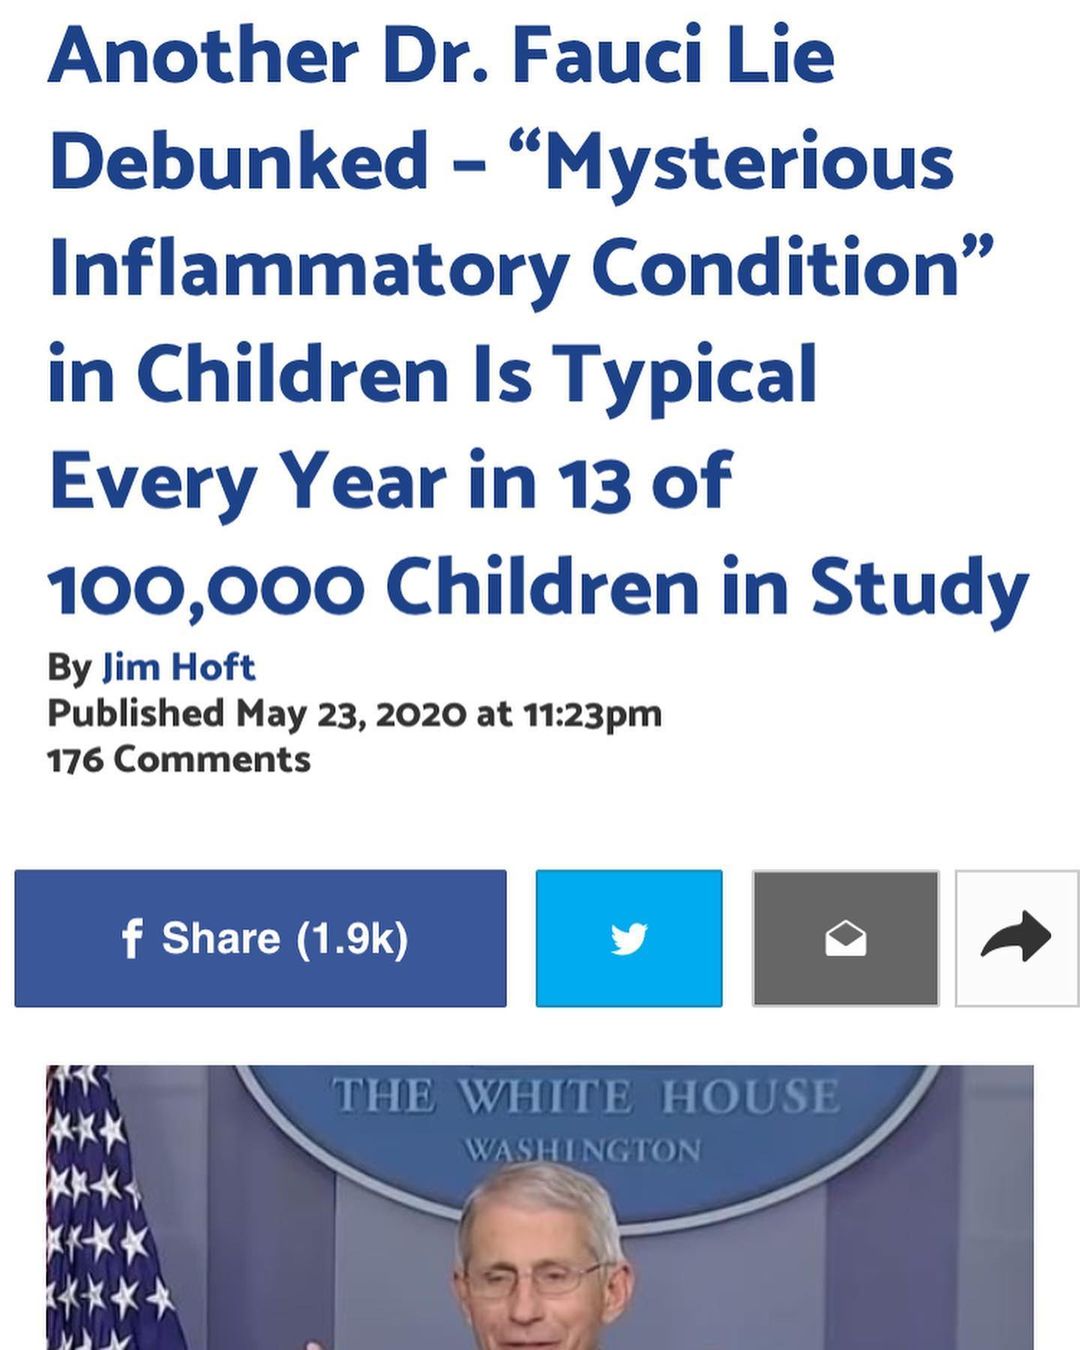 Another Dr. Fauci Lie
Debunked – “Mysterious
Inflammatory Condition”
in Children Is Typical
Every Year in 13 of
100,000 Children in Study
By Jim Hoft
Published May 23, 2020 at 11:23pm
176 Comments
f Share (1.9k)
THE WHITE HOUSE
WASHINGTON